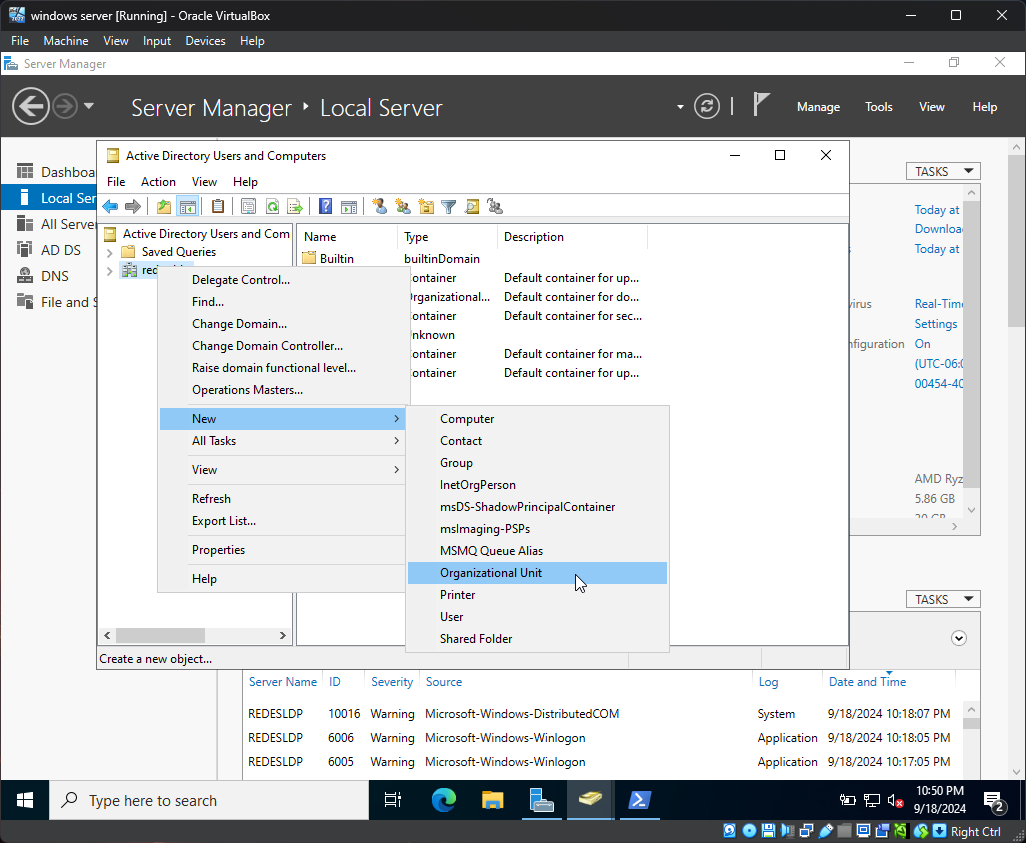 windows server [Running] - Oracle VirtualBox
File Machine View Input Devices Help
Server Manager
Server Manager Local Server
Manage Tools View Help
Dashboa
Local Ser
All Server
AD DS
DNS
File and S
Active Directory Users and Computers
File Action View Help
Active Directory Users and Com
Saved Queries
Name Type Description
Builtin builtinDomain
ontainer Default container for up...
rganizational... Default container for do...
ontainer Default container for sec...
nknown
ontainer Default container for ma...
ontainer Default container for up...
Delegate Control...
Find...
Change Domain...
Change Domain Controller...
Raise domain functional level...
Operations Masters...
New
All Tasks
View
Refresh
Export List...
Properties
Help
Computer
Contact
Group
InetOrgPerson
msDS-ShadowPrincipalContainer
msImaging-PSPs
MSMQ Queue Alias
Organizational Unit
Printer
User
Shared Folder
Create a new object...
TASKS
Today at
Downloa
Today at
virus Real-Time
Settings
nfiguration On
(UTC-06:0
00454-40
AMD Ryz
5.86 GB
TASKS
Server Name ID Severity Source Log Date and Time
REDESLDP 10016 Warning Microsoft-Windows-DistributedCOM System 9/18/2024 10:18:07 PM
REDESLDP 6006 Warning Microsoft-Windows-Winlogon Application 9/18/2024 10:18:05 PM
REDESLDP 6005 Warning Microsoft-Windows-Winlogon Application 9/18/2024 10:17:05 PM
Type here to search
10:50 PM
9/18/2024
2
Right Ctrl